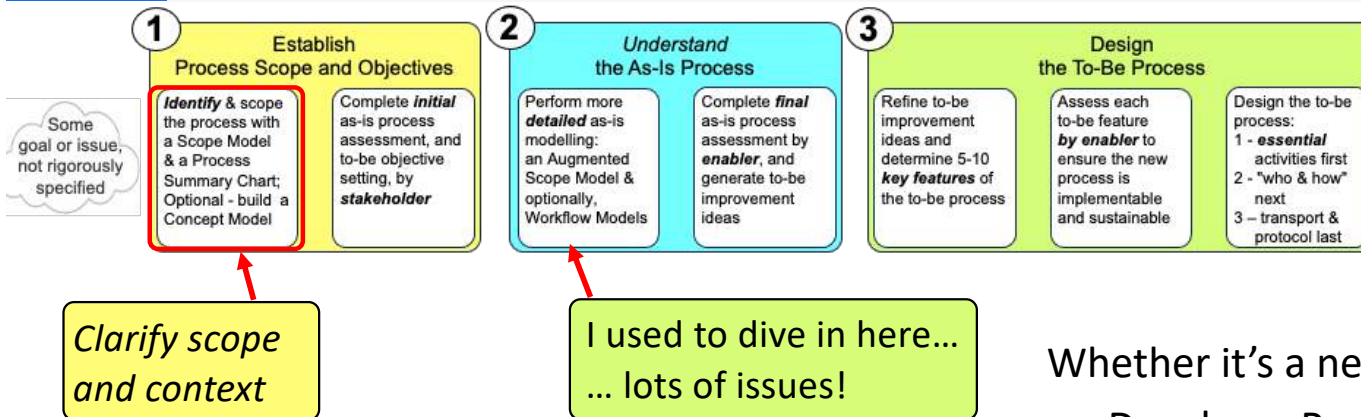 Some
goal or issue,
not rigorously
specified
1
Establish
Process Scope and Objectives
Identify & scope
the process with
a Scope Model
& a Process
Summary Chart;
Optional - build a
Concept Model
Complete initial
as-is process
assessment, and
to-be objective
setting, by
stakeholder
2
Understand
the As-Is Process
Perform more
detailed as-is
modelling:
an Augmented
Scope Model &
optionally,
Workflow Models
Complete final
as-is process
assessment by
enabler, and
generate to-be
improvement
ideas
3
Design
the To-Be Process
Refine to-be
improvement
ideas and
determine 5-10
key features of
the to-be process
Assess each
to-be feature
by enabler to
ensure the new
process is
implementable
and sustainable
Design the to-be
process:
1 - essential
activities first
2 - "who & how"
next
3 – transport &
protocol last
Clarify scope
and context
I used to dive in here…
… lots of issues!
Whether it's a ne